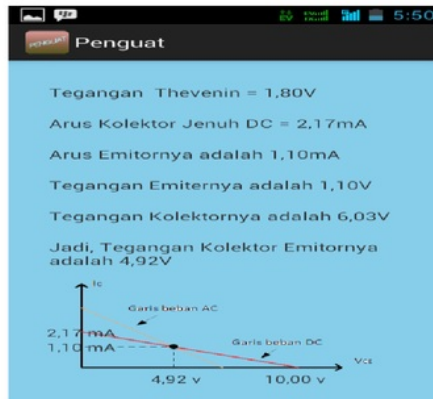 5:50
PENGUAT
Penguat
Tegangan Thevenin = 1,80V
Arus Kolektor Jenuh DC = 2,17mA
Arus Emitornya adalah 1,10mA
Tegangan Emiternya adalah 1,10V
Tegangan Kolektornya adalah 6,03V
Jadi, Tegangan Kolektor Emitornya
adalah 4,92V
Ic
Garis beban AC
2,17 mA
Garis beban DC
1,10 mA
4,92 v
10,00 v